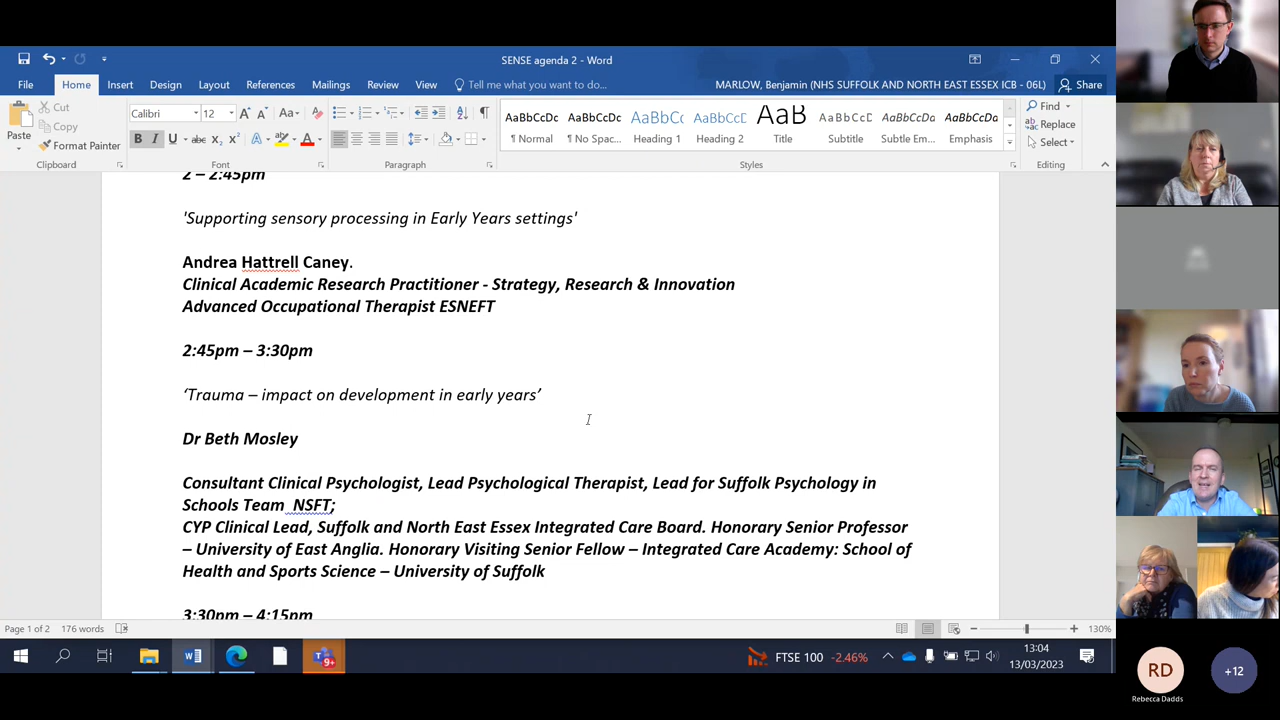 SENSE agenda 2 - Word
File
Home
Insert
Design
Layout
References
Mailings
Review
View
Tell me what you want to do...
MARLOW, Benjamin (NHS SUFFOLK AND NORTH EAST ESSEX ICB - 06L)
Share
Paste
Cut
Copy
Format Painter
Clipboard
Calibri
12
Font
Paragraph
AaBbCcDc
¶ Normal
AaBbCcDc
¶ No Spac...
AaBbCc
Heading 1
AaBbCcC
Heading 2
AaB
Title
AaBbCcD
Subtitle
AaBbCcDa
Subtle Em...
AaBbCcDa
Emphasis
Styles
Find
Replace
Select
Editing
2 – 2:45pm
'Supporting sensory processing in Early Years settings'
Andrea Hattrell Caney.
Clinical Academic Research Practitioner - Strategy, Research & Innovation
Advanced Occupational Therapist ESNEFT
2:45pm – 3:30pm
‘Trauma – impact on development in early years’
Dr Beth Mosley
Consultant Clinical Psychologist, Lead Psychological Therapist, Lead for Suffolk Psychology in
Schools Team  NSFT;
CYP Clinical Lead, Suffolk and North East Essex Integrated Care Board. Honorary Senior Professor
– University of East Anglia. Honorary Visiting Senior Fellow – Integrated Care Academy: School of
Health and Sports Science – University of Suffolk
3:30pm – 4:15pm
Page 1 of 2
176 words
130%
9+
FTSE 100
-2.46%
13:04
13/03/2023
RD
Rebecca Dadds
+12